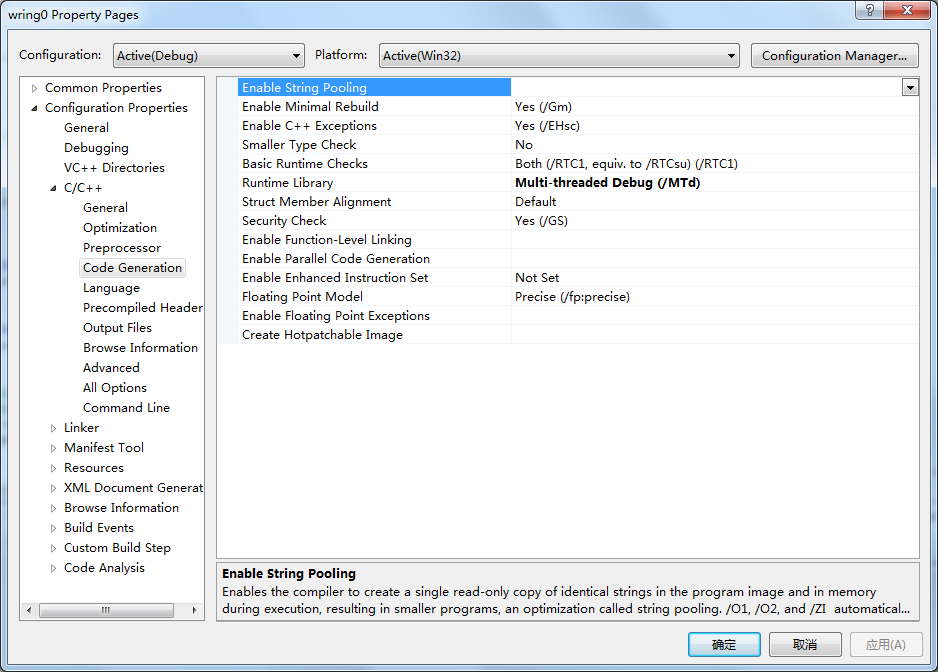 wring0 Property Pages
Configuration: Active(Debug) Platform: Active(Win32) Configuration Manager...
Common Properties
Configuration Properties
General
Debugging
VC++ Directories
C/C++
General
Optimization
Preprocessor
Code Generation
Language
Precompiled Header
Output Files
Browse Information
Advanced
All Options
Command Line
Linker
Manifest Tool
Resources
XML Document Generat
Browse Information
Build Events
Custom Build Step
Code Analysis
Enable String Pooling
Enable Minimal Rebuild Yes (/Gm)
Enable C++ Exceptions Yes (/EHsc)
Smaller Type Check No
Basic Runtime Checks Both (/RTC1, equiv. to /RTCsu) (/RTC1)
Runtime Library Multi-threaded Debug (/MTd)
Struct Member Alignment Default
Security Check Yes (/GS)
Enable Function-Level Linking
Enable Parallel Code Generation
Enable Enhanced Instruction Set Not Set
Floating Point Model Precise (/fp:precise)
Enable Floating Point Exceptions
Create Hotpatchable Image
Enable String Pooling
Enables the compiler to create a single read-only copy of identical strings in the program image and in memory
during execution, resulting in smaller programs, an optimization called string pooling. /O1, /O2, and /ZI automatical...
确定 取消 应用(A)